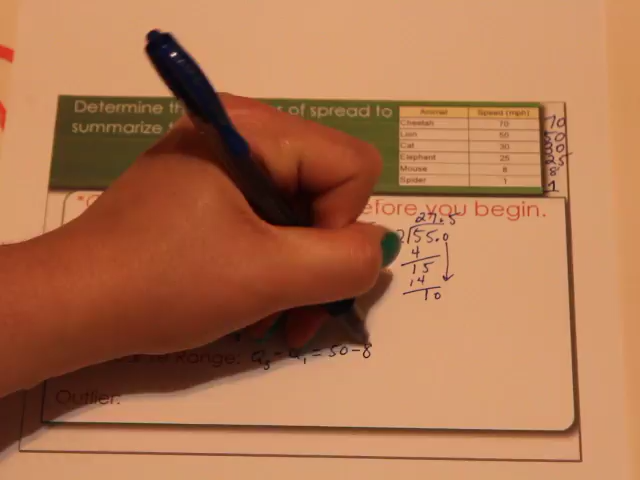 Determine th of spread to
summarize
Animal Speed (mph)
Cheetah 70 70
Lion 50 50
Cat 30 30
Elephant 25 25
Mouse 8 8
Spider 1 1
efore you begin.
27.5
2 55.0
4
15
14
10
Range: Q3 - Q1 = 50-8
Outlier: